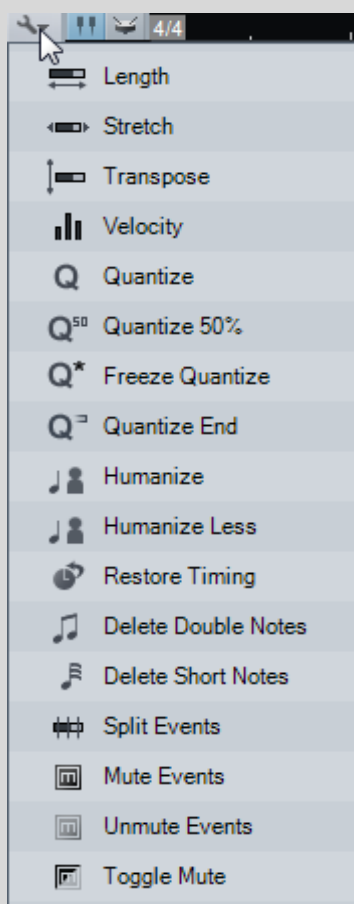 4/4
Length
Stretch
Transpose
Velocity
Q Quantize
Q50 Quantize 50%
Q* Freeze Quantize
Q Quantize End
Humanize
Humanize Less
Restore Timing
Delete Double Notes
Delete Short Notes
Split Events
m Mute Events
m Unmute Events
Toggle Mute